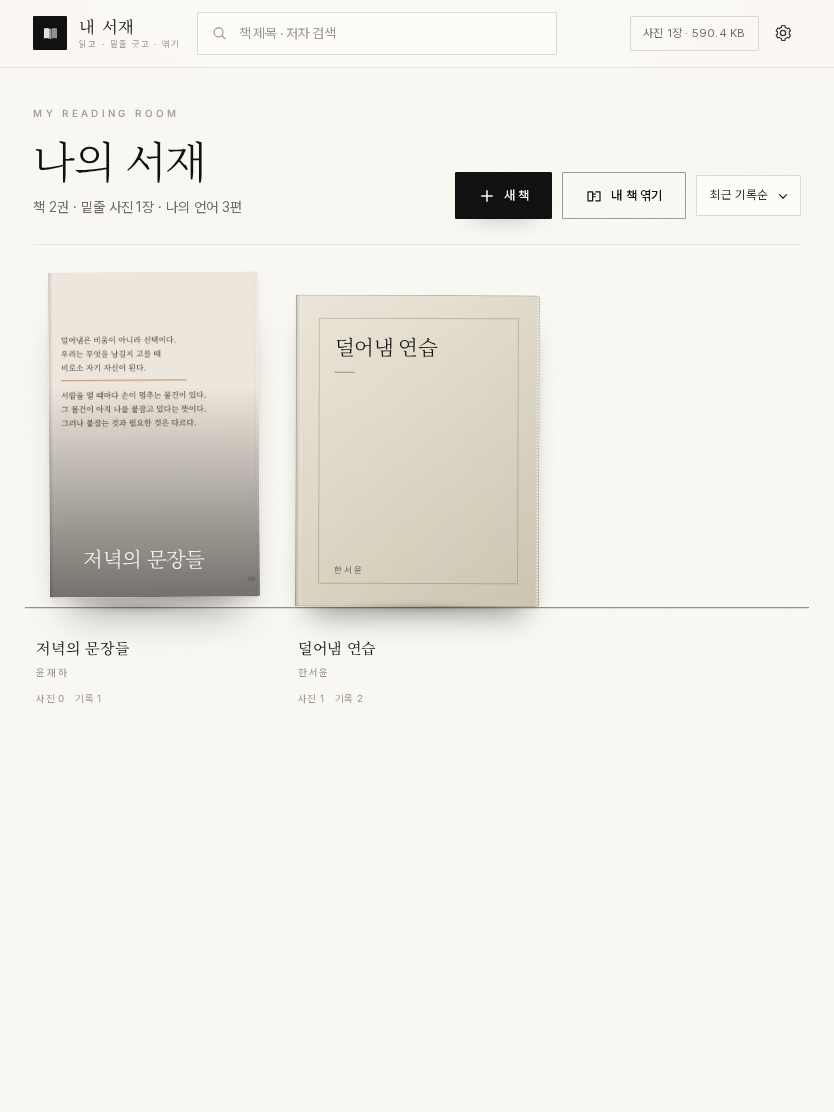 내 서재
읽고 · 밑줄 긋고 · 엮기
책 제목 · 저자 검색
사진 1장 · 590.4 KB
MY READING ROOM
나의 서재
책 2권 · 밑줄 사진 1장 · 나의 언어 3편
새 책
내 책 엮기
최근 기록순
덜어냄은 비움이 아니라 선택이다.
우리는 무엇을 남길지 고를 때
비로소 자기 자신이 된다.
서랍을 열 때마다 손이 멈추는 물건이 있다.
그 물건이 아직 나를 붙잡고 있다는 뜻이다.
그러나 붙잡는 것과 필요한 것은 다르다.
저녁의 문장들
덜어냄 연습
한서윤
저녁의 문장들
윤재하
사진 0 기록 1
덜어냄 연습
한서윤
사진 1 기록 2